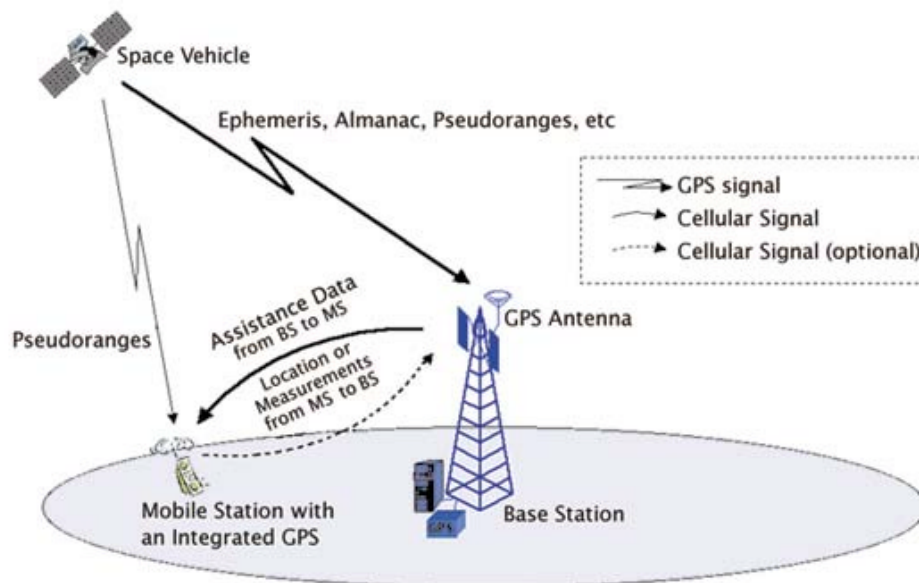 Space Vehicle
Ephemeris, Almanac, Pseudoranges, etc
GPS signal
Cellular Signal
Cellular Signal (optional)
GPS Antenna
Assistance Data
from BS to MS
Location or
Measurements
from MS to BS
Pseudoranges
Mobile Station with
an Integrated GPS
GPS
Base Station